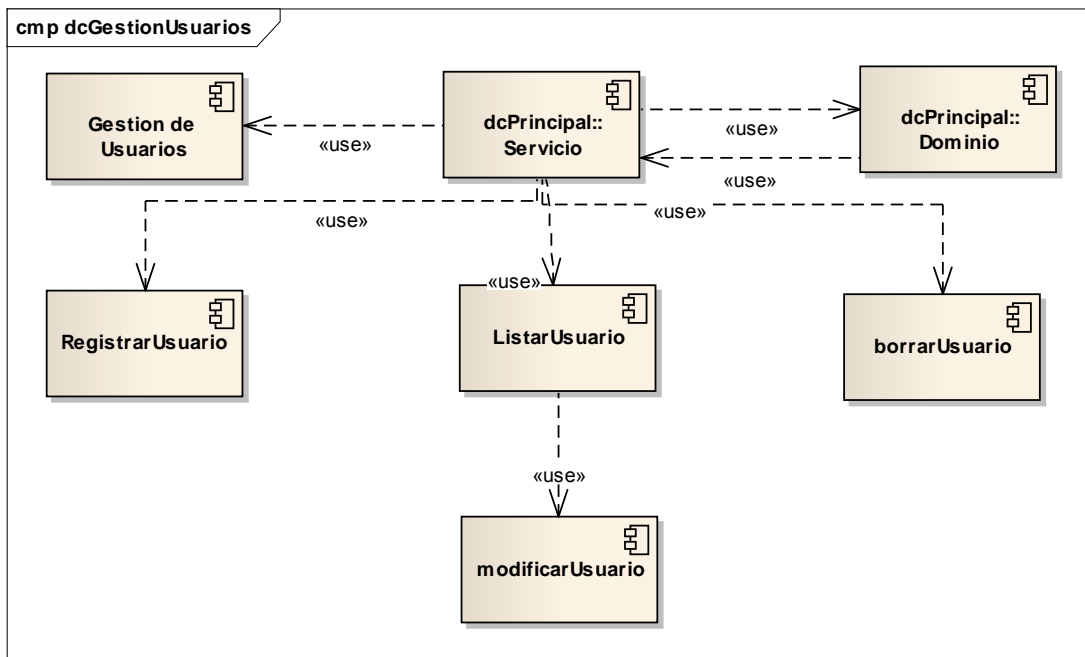 cmp dcGestionUsuarios
Gestion de
Usuarios
«use»
dcPrincipal::
Servicio
«use»
«use»
dcPrincipal::
Dominio
«use»
«use»
«use»
RegistrarUsuario
ListarUsuario
borrarUsuario
«use»
modificarUsuario